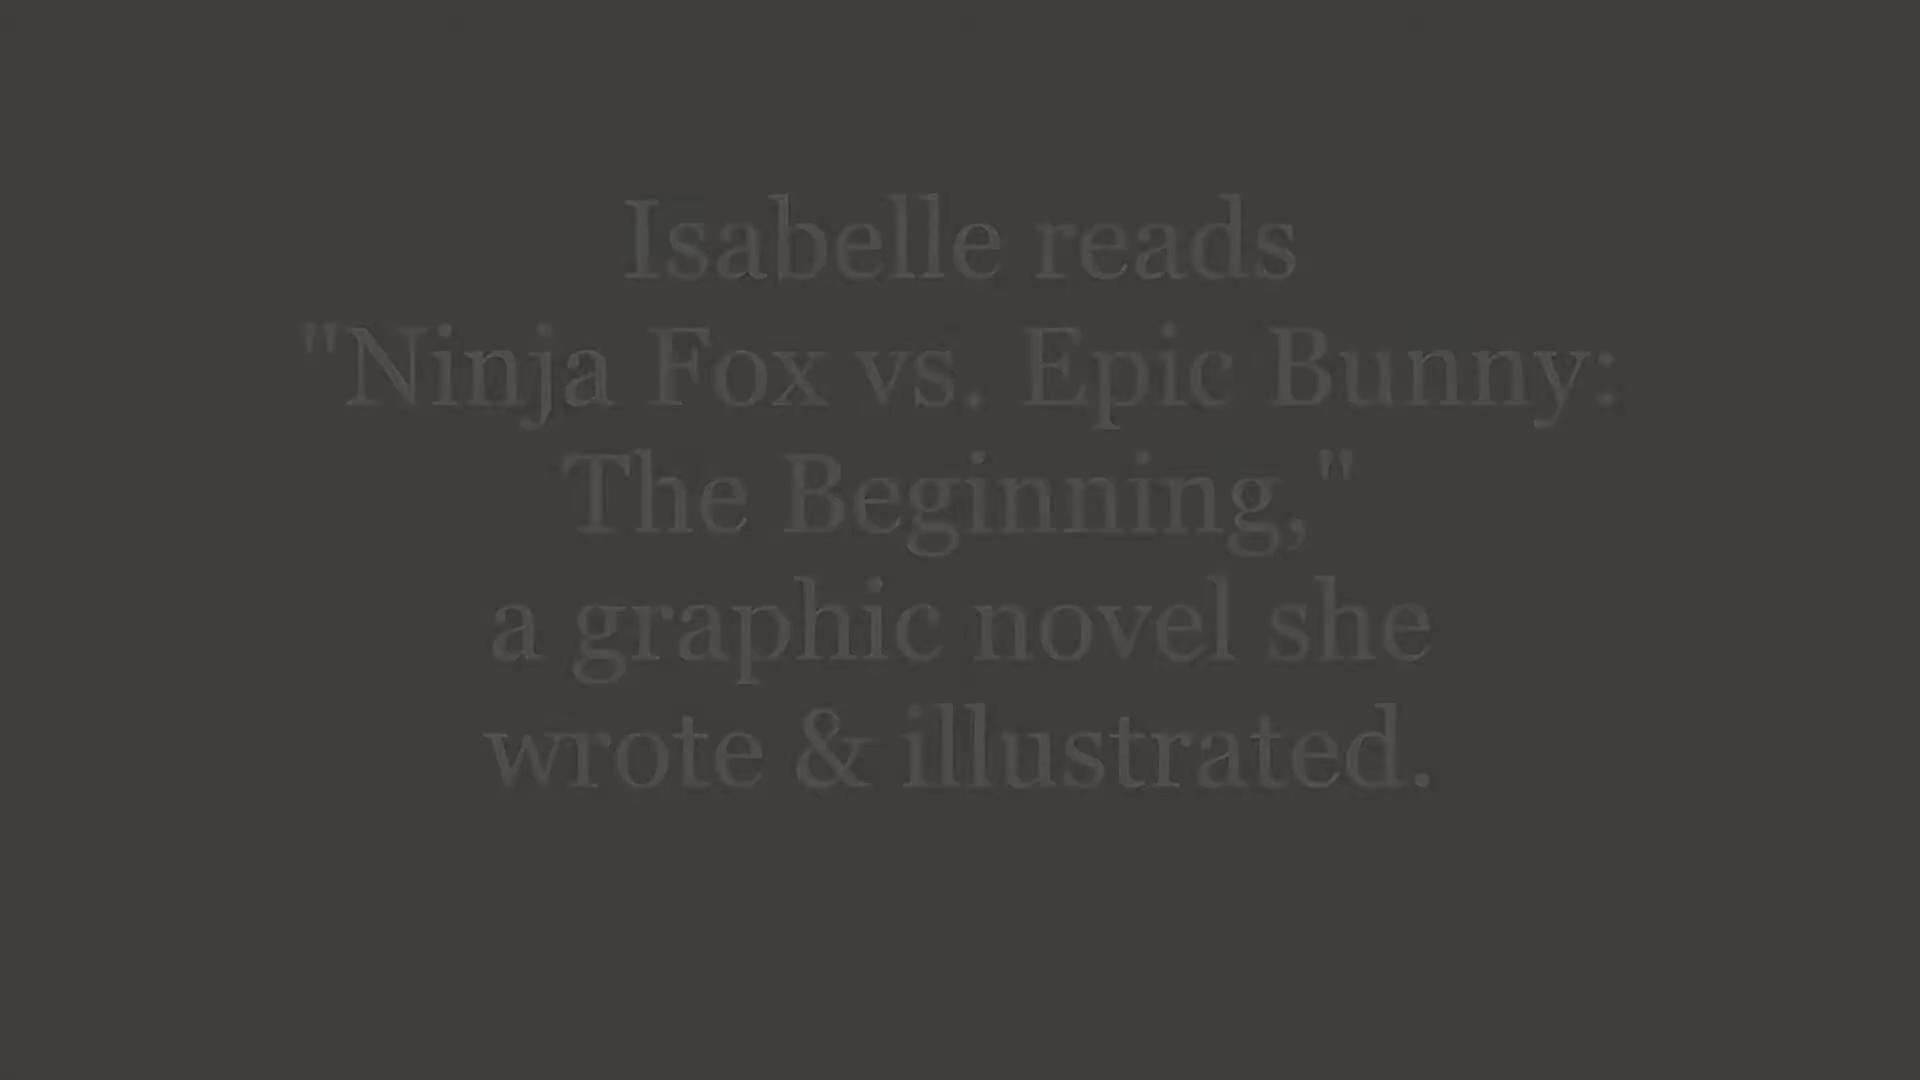 Isabelle reads
"Ninja Fox vs. Epic Bunny:
The Beginning,"
a graphic novel she
wrote & illustrated.